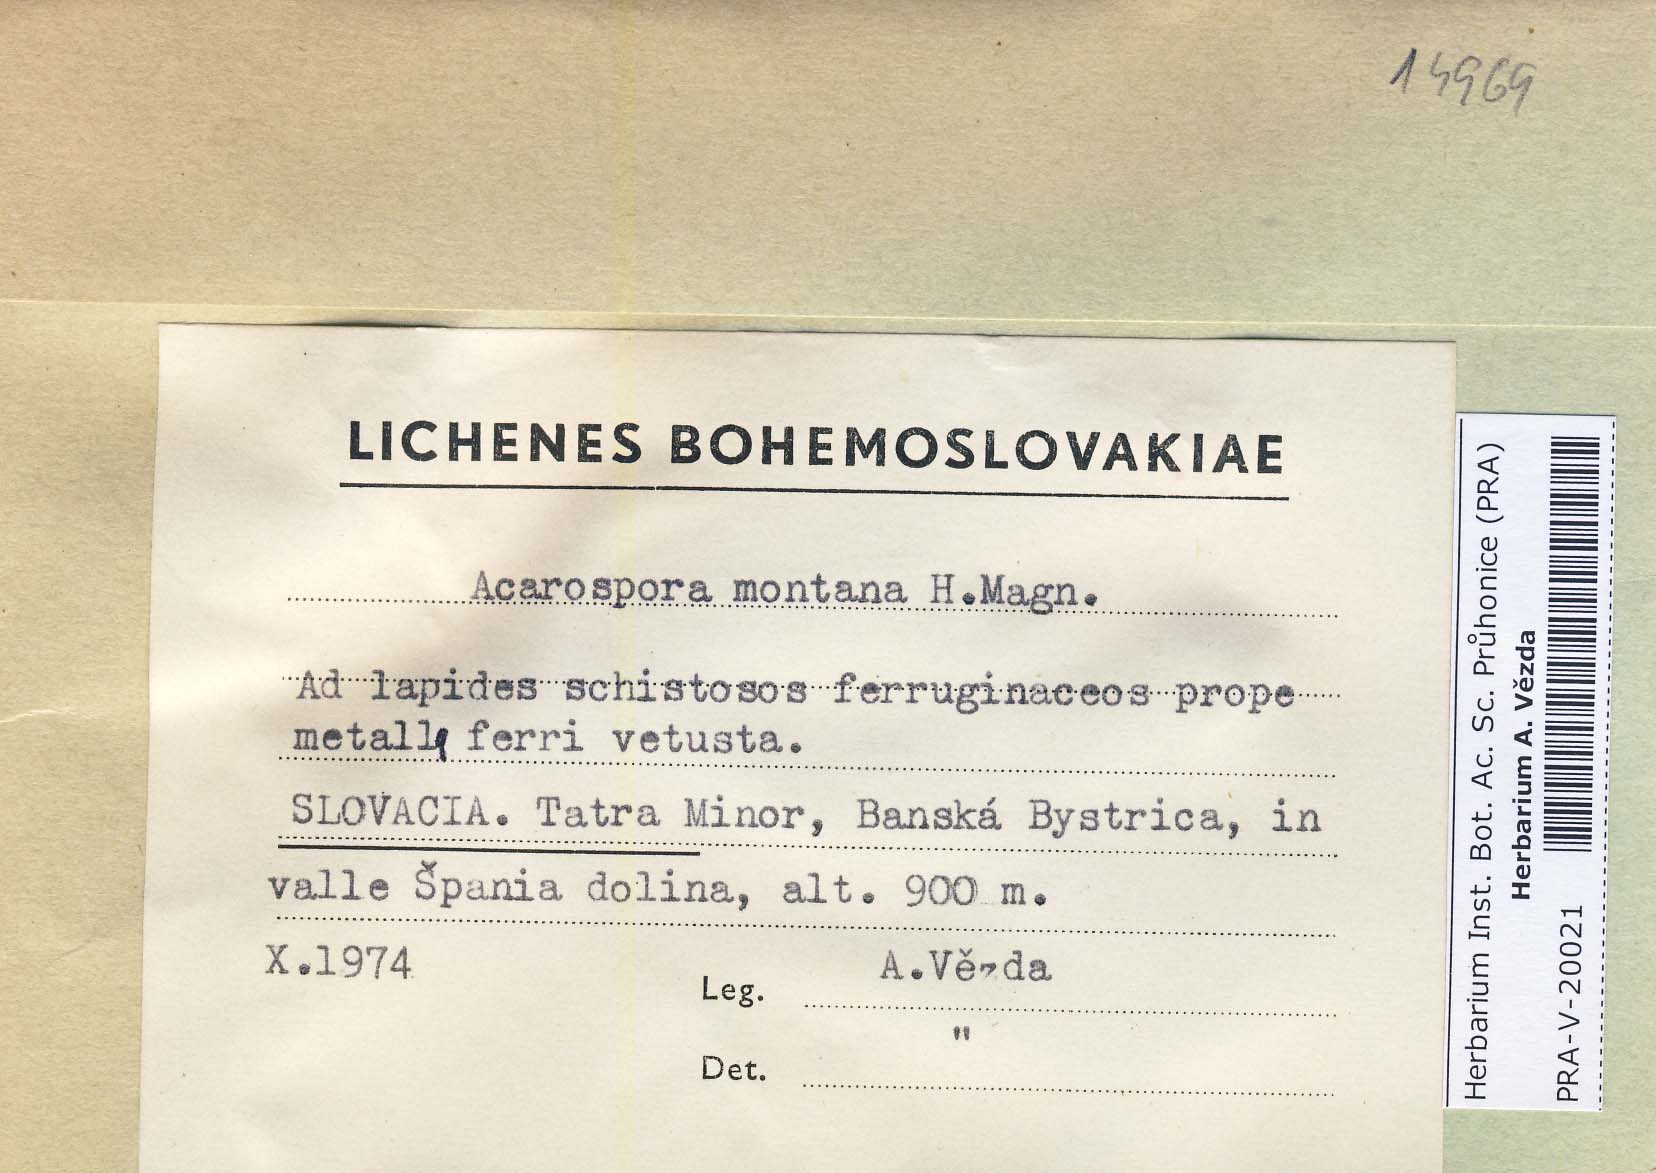 14969
LICHENES BOHEMOSLOVAKIAE
Acarospora montana H.Magn.
Ad lapides schistosos ferruginaceos prope
ferri vetusta.
SLOVACIA. Tatra Minor, Banská Bystrica, in
valle Špania dolina, alt. 900 m.
X.1974
Leg. A.Vězda
Det. "
Herbarium Inst. Bot. Ac. Sc. Průhonice (PRA)
Herbarium A. Vězda
PRA-V-20021